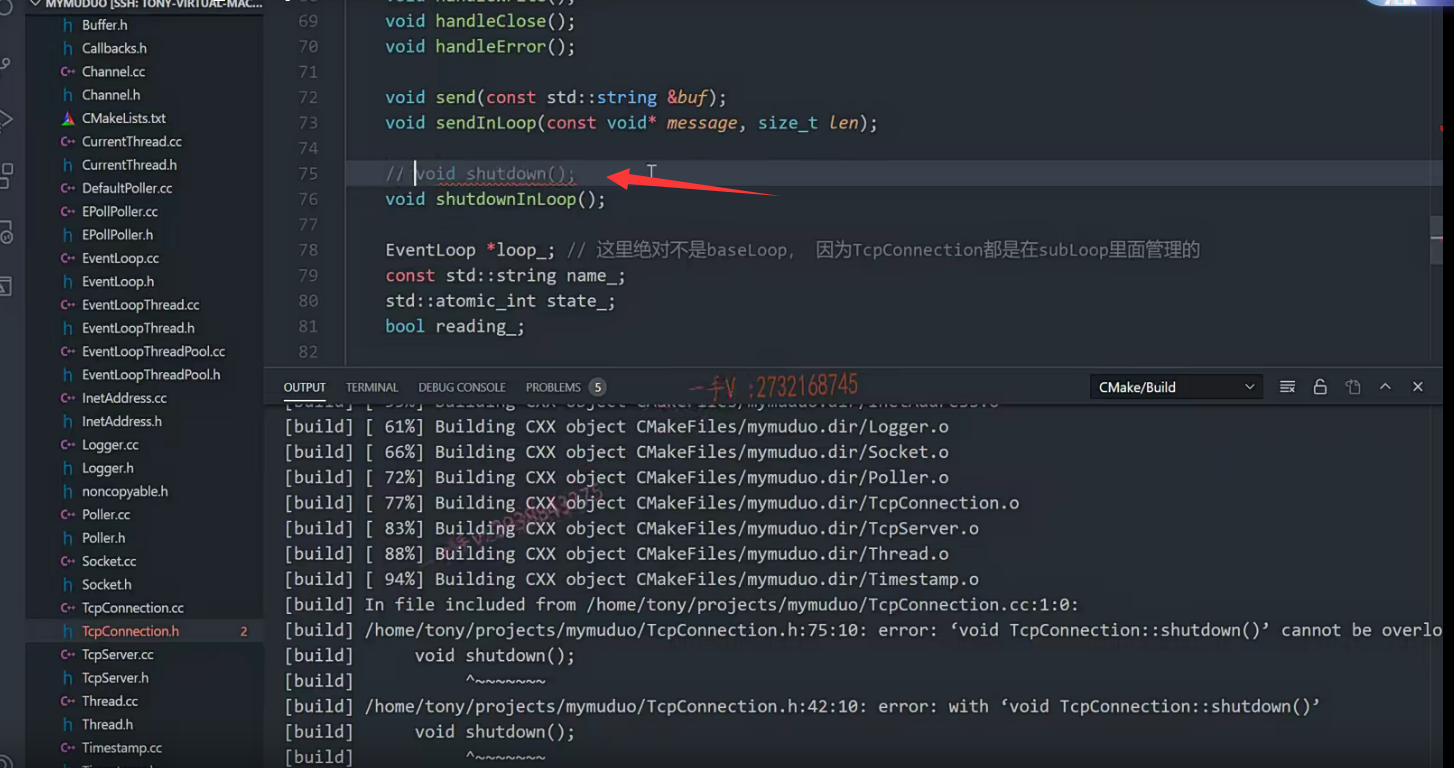 MYMUDUO [SSH: TONY-VIRTUAL-MAC...
Buffer.h
Callbacks.h
C++ Channel.cc
Channel.h
CMakeLists.txt
C++ CurrentThread.cc
CurrentThread.h
C++ DefaultPoller.cc
C++ EPollPoller.cc
EPollPoller.h
C++ EventLoop.cc
EventLoop.h
C++ EventLoopThread.cc
EventLoopThread.h
C++ EventLoopThreadPool.cc
EventLoopThreadPool.h
C++ InetAddress.cc
InetAddress.h
C++ Logger.cc
Logger.h
noncopyable.h
C++ Poller.cc
Poller.h
C++ Socket.cc
Socket.h
C++ TcpConnection.cc
TcpConnection.h 2
C++ TcpServer.cc
TcpServer.h
C++ Thread.cc
Thread.h
C++ Timestamp.cc
69 void handleClose();
70 void handleError();
71
72 void send(const std::string &buf);
73 void sendInLoop(const void* message, size_t len);
74
75 // void shutdown();
76 void shutdownInLoop();
77
78 EventLoop *loop_; // 这里绝对不是baseLoop, 因为TcpConnection都是在subLoop里面管理的
79 const std::string name_;
80 std::atomic_int state_;
81 bool reading_;
82
OUTPUT TERMINAL DEBUG CONSOLE PROBLEMS 5
一手V :2732168745
CMake/Build
[build] [ 61%] Building CXX object CMakeFiles/mymuduo.dir/Logger.o
[build] [ 66%] Building CXX object CMakeFiles/mymuduo.dir/Socket.o
[build] [ 72%] Building CXX object CMakeFiles/mymuduo.dir/Poller.o
[build] [ 77%] Building CXX object CMakeFiles/mymuduo.dir/TcpConnection.o
[build] [ 83%] Building CXX object CMakeFiles/mymuduo.dir/TcpServer.o
[build] [ 88%] Building CXX object CMakeFiles/mymuduo.dir/Thread.o
[build] [ 94%] Building CXX object CMakeFiles/mymuduo.dir/Timestamp.o
[build] In file included from /home/tony/projects/mymuduo/TcpConnection.cc:1:0:
[build] /home/tony/projects/mymuduo/TcpConnection.h:75:10: error: ‘void TcpConnection::shutdown()’ cannot be overlo
[build] void shutdown();
[build] ^~~~~~~~
[build] /home/tony/projects/mymuduo/TcpConnection.h:42:10: error: with ‘void TcpConnection::shutdown()’
[build] void shutdown();
[build] ^~~~~~~~